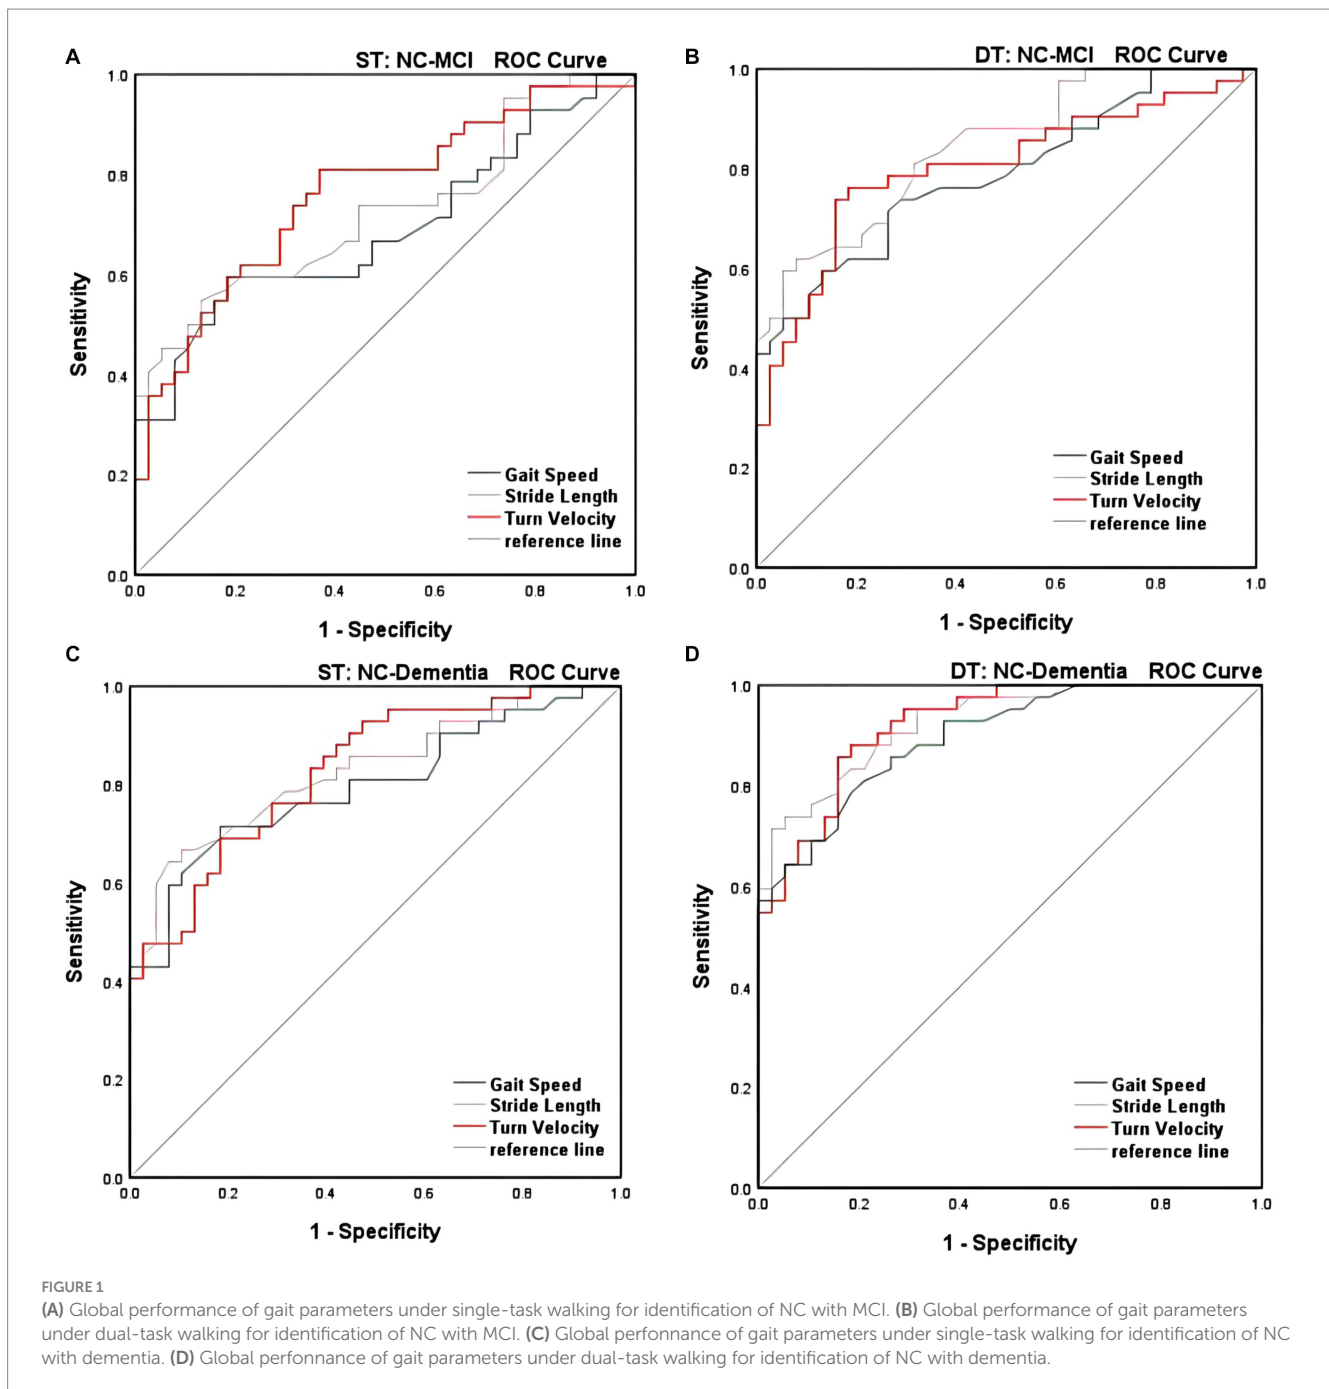 A
ST: NC-MCI ROC Curve
1.0
0.8
0.6
0.4
0.2
0.0
Sensitivity
Gait Speed
Stride Length
Turn Velocity
reference line
0.0 0.2 0.4 0.6 0.8 1.0
1 - Specificity
B
DT: NC-MCI ROC Curve
1.0
0.8
0.6
0.4
0.2
0.0
Sensitivity
Gait Speed
Stride Length
Turn Velocity
reference line
0.0 0.2 0.4 0.6 0.8 1.0
1 - Specificity
C
ST: NC-Dementia ROC Curve
1.0
0.8
0.6
0.4
0.2
0.0
Sensitivity
Gait Speed
Stride Length
Turn Velocity
reference line
0.0 0.2 0.4 0.6 0.8 1.0
1 - Specificity
D
DT: NC-Dementia ROC Curve
1.0
0.8
0.6
0.4
0.2
0.0
Sensitivity
Gait Speed
Stride Length
Turn Velocity
reference line
0.0 0.2 0.4 0.6 0.8 1.0
1 - Specificity
FIGURE 1
(A) Global performance of gait parameters under single-task walking for identification of NC with MCI. (B) Global performance of gait parameters
under dual-task walking for identification of NC with MCI. (C) Global perfonnance of gait parameters under single-task walking for identification of NC
with dementia. (D) Global perfonnance of gait parameters under dual-task walking for identification of NC with dementia.